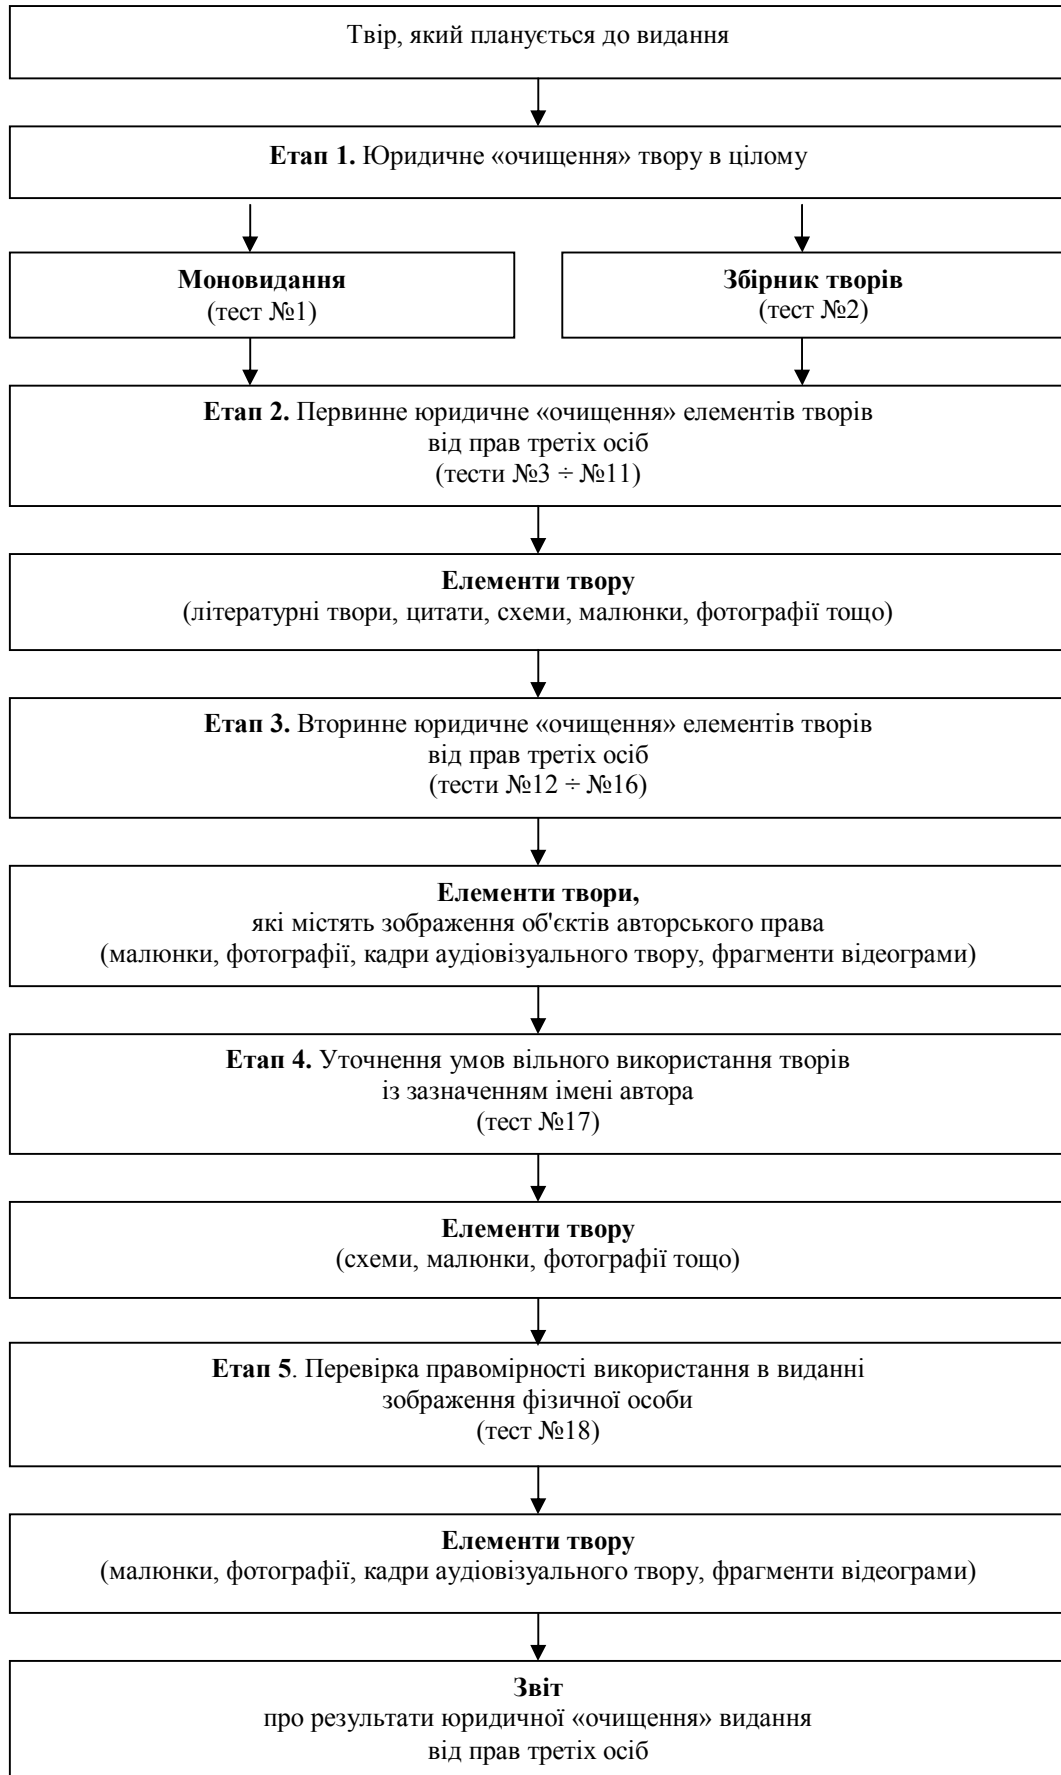 Твір, який планується до видання
Етап 1. Юридичне «очищення» твору в цілому
Моновидання
(тест №1)
Збірник творів
(тест №2)
Етап 2. Первинне юридичне «очищення» елементів творів
від прав третіх осіб
(тести №3 ÷ №11)
Елементи твору
(літературні твори, цитати, схеми, малюнки, фотографії тощо)
Етап 3. Вторинне юридичне «очищення» елементів творів
від прав третіх осіб
(тести №12 ÷ №16)
Елементи твори,
які містять зображення об'єктів авторського права
(малюнки, фотографії, кадри аудіовізуального твору, фрагменти відеограми)
Етап 4. Уточнення умов вільного використання творів
із зазначенням імені автора
(тест №17)
Елементи твору
(схеми, малюнки, фотографії тощо)
Етап 5. Перевірка правомірності використання в виданні
зображення фізичної особи
(тест №18)
Елементи твору
(малюнки, фотографії, кадри аудіовізуального твору, фрагменти відеограми)
Звіт
про результати юридичної «очищення» видання
від прав третіх осіб